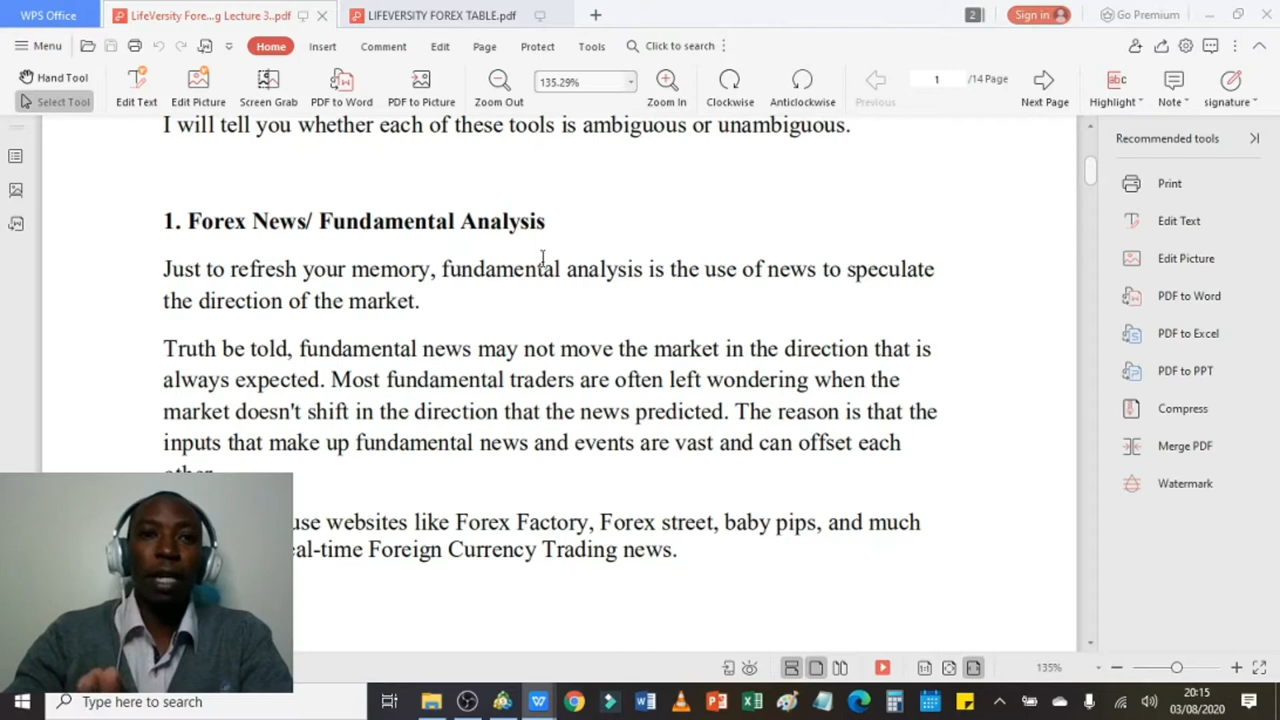 WPS Office
LifeVersity Fore...g Lecture 3..pdf
LIFEVERSITY FOREX TABLE.pdf
2
Sign in
Go Premium
Menu
Home
Insert
Comment
Edit
Page
Protect
Tools
Click to search
Hand Tool
Select Tool
Edit Text
Edit Picture
Screen Grab
PDF to Word
PDF to Picture
Zoom Out
135.29%
Zoom In
Clockwise
Anticlockwise
Previous
1
/14 Page
Next Page
Highlight
Note
signature
I will tell you whether each of these tools is ambiguous or unambiguous.
1. Forex News/ Fundamental Analysis
Just to refresh your memory, fundamental analysis is the use of news to speculate
the direction of the market.
Truth be told, fundamental news may not move the market in the direction that is
always expected. Most fundamental traders are often left wondering when the
market doesn't shift in the direction that the news predicted. The reason is that the
inputs that make up fundamental news and events are vast and can offset each
other.
use websites like Forex Factory, Forex street, baby pips, and much
al-time Foreign Currency Trading news.
Recommended tools
Print
Edit Text
Edit Picture
PDF to Word
PDF to Excel
PDF to PPT
Compress
Merge PDF
Watermark
135%
Type here to search
20:15
03/08/2020